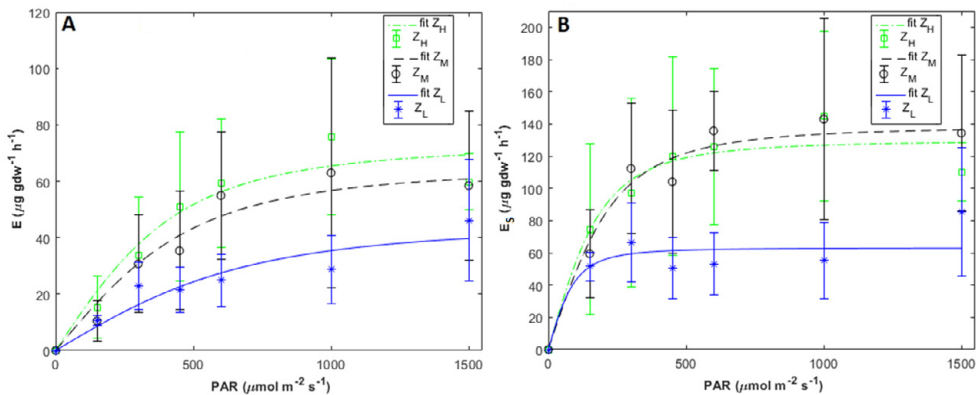 A
120
100
80
60
40
20
0
0 500 1000 1500
E (μg gdw⁻¹ h⁻¹)
PAR (μmol m⁻² s⁻¹)
fit Z_H
Z_H
fit Z_M
Z_M
fit Z_L
Z_L
B
200
180
160
140
120
100
80
60
40
20
0
0 500 1000 1500
E_S (μg gdw⁻¹ h⁻¹)
PAR (μmol m⁻² s⁻¹)
fit Z_H
Z_H
fit Z_M
Z_M
fit Z_L
Z_L